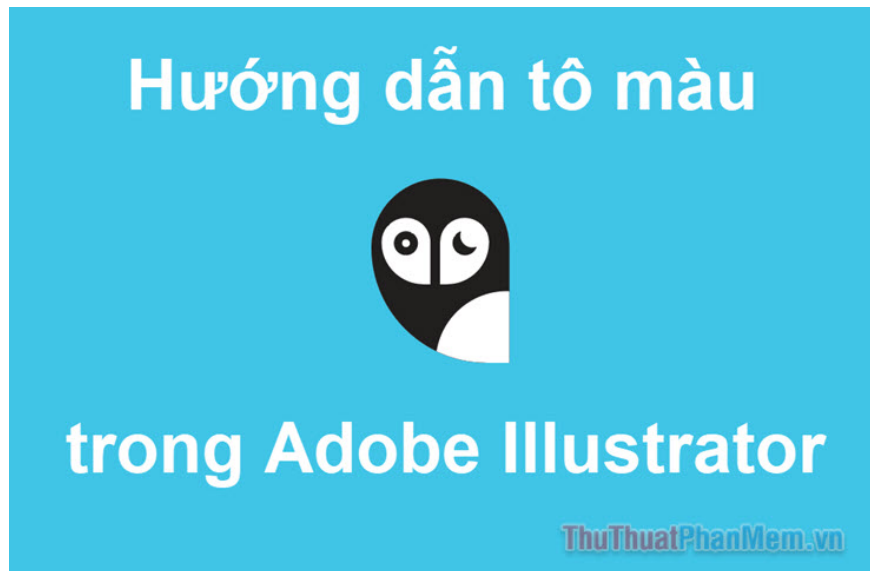 Hướng dẫn tô màu
trong Adobe Illustrator
ThuThuatPhanMem.vn